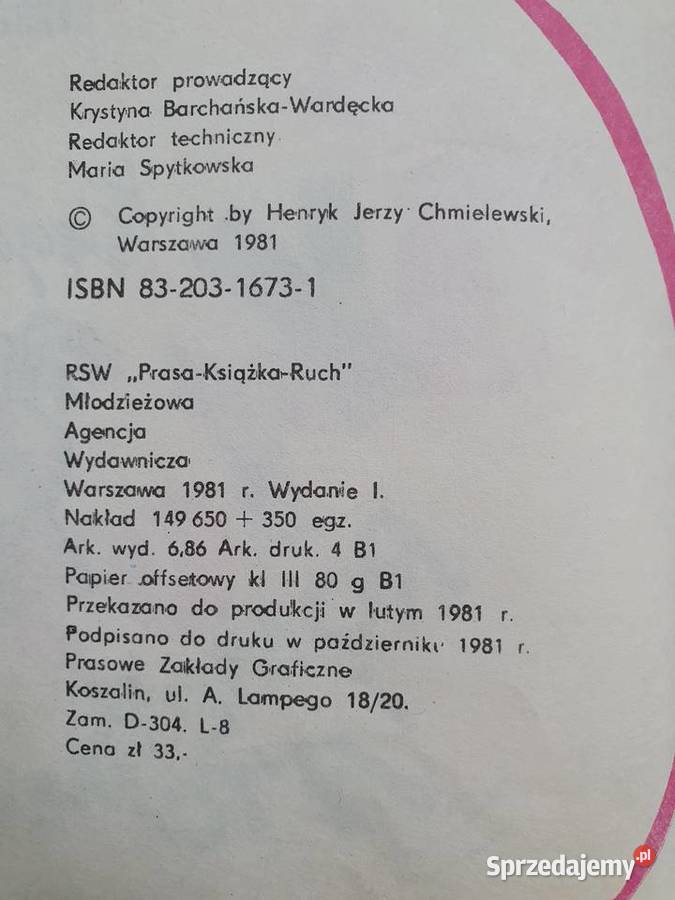 Redaktor prowadzący
Krystyna Barchańska-Wardęcka
Redaktor techniczny
Maria Spytkowska
© Copyright by Henryk Jerzy Chmielewski,
Warszawa 1981
ISBN 83-203-1673-1
RSW „Prasa-Książka-Ruch"
Młodzieżowa
Agencja
Wydawnicza
Warszawa 1981 r. Wydanie I.
Nakład 149 650 + 350 egz.
Ark. wyd. 6,86 Ark. druk. 4 B1
Papier offsetowy kl III 80 g B1
Przekazano do produkcji w lutym 1981 r.
Podpisano do druku w październiku 1981 r.
Prasowe Zakłady Graficzne
Koszalin, ul. A. Lampego 18/20.
Zam. D-304. L-8
Cena zł 33,-
Sprzedajemy.pl